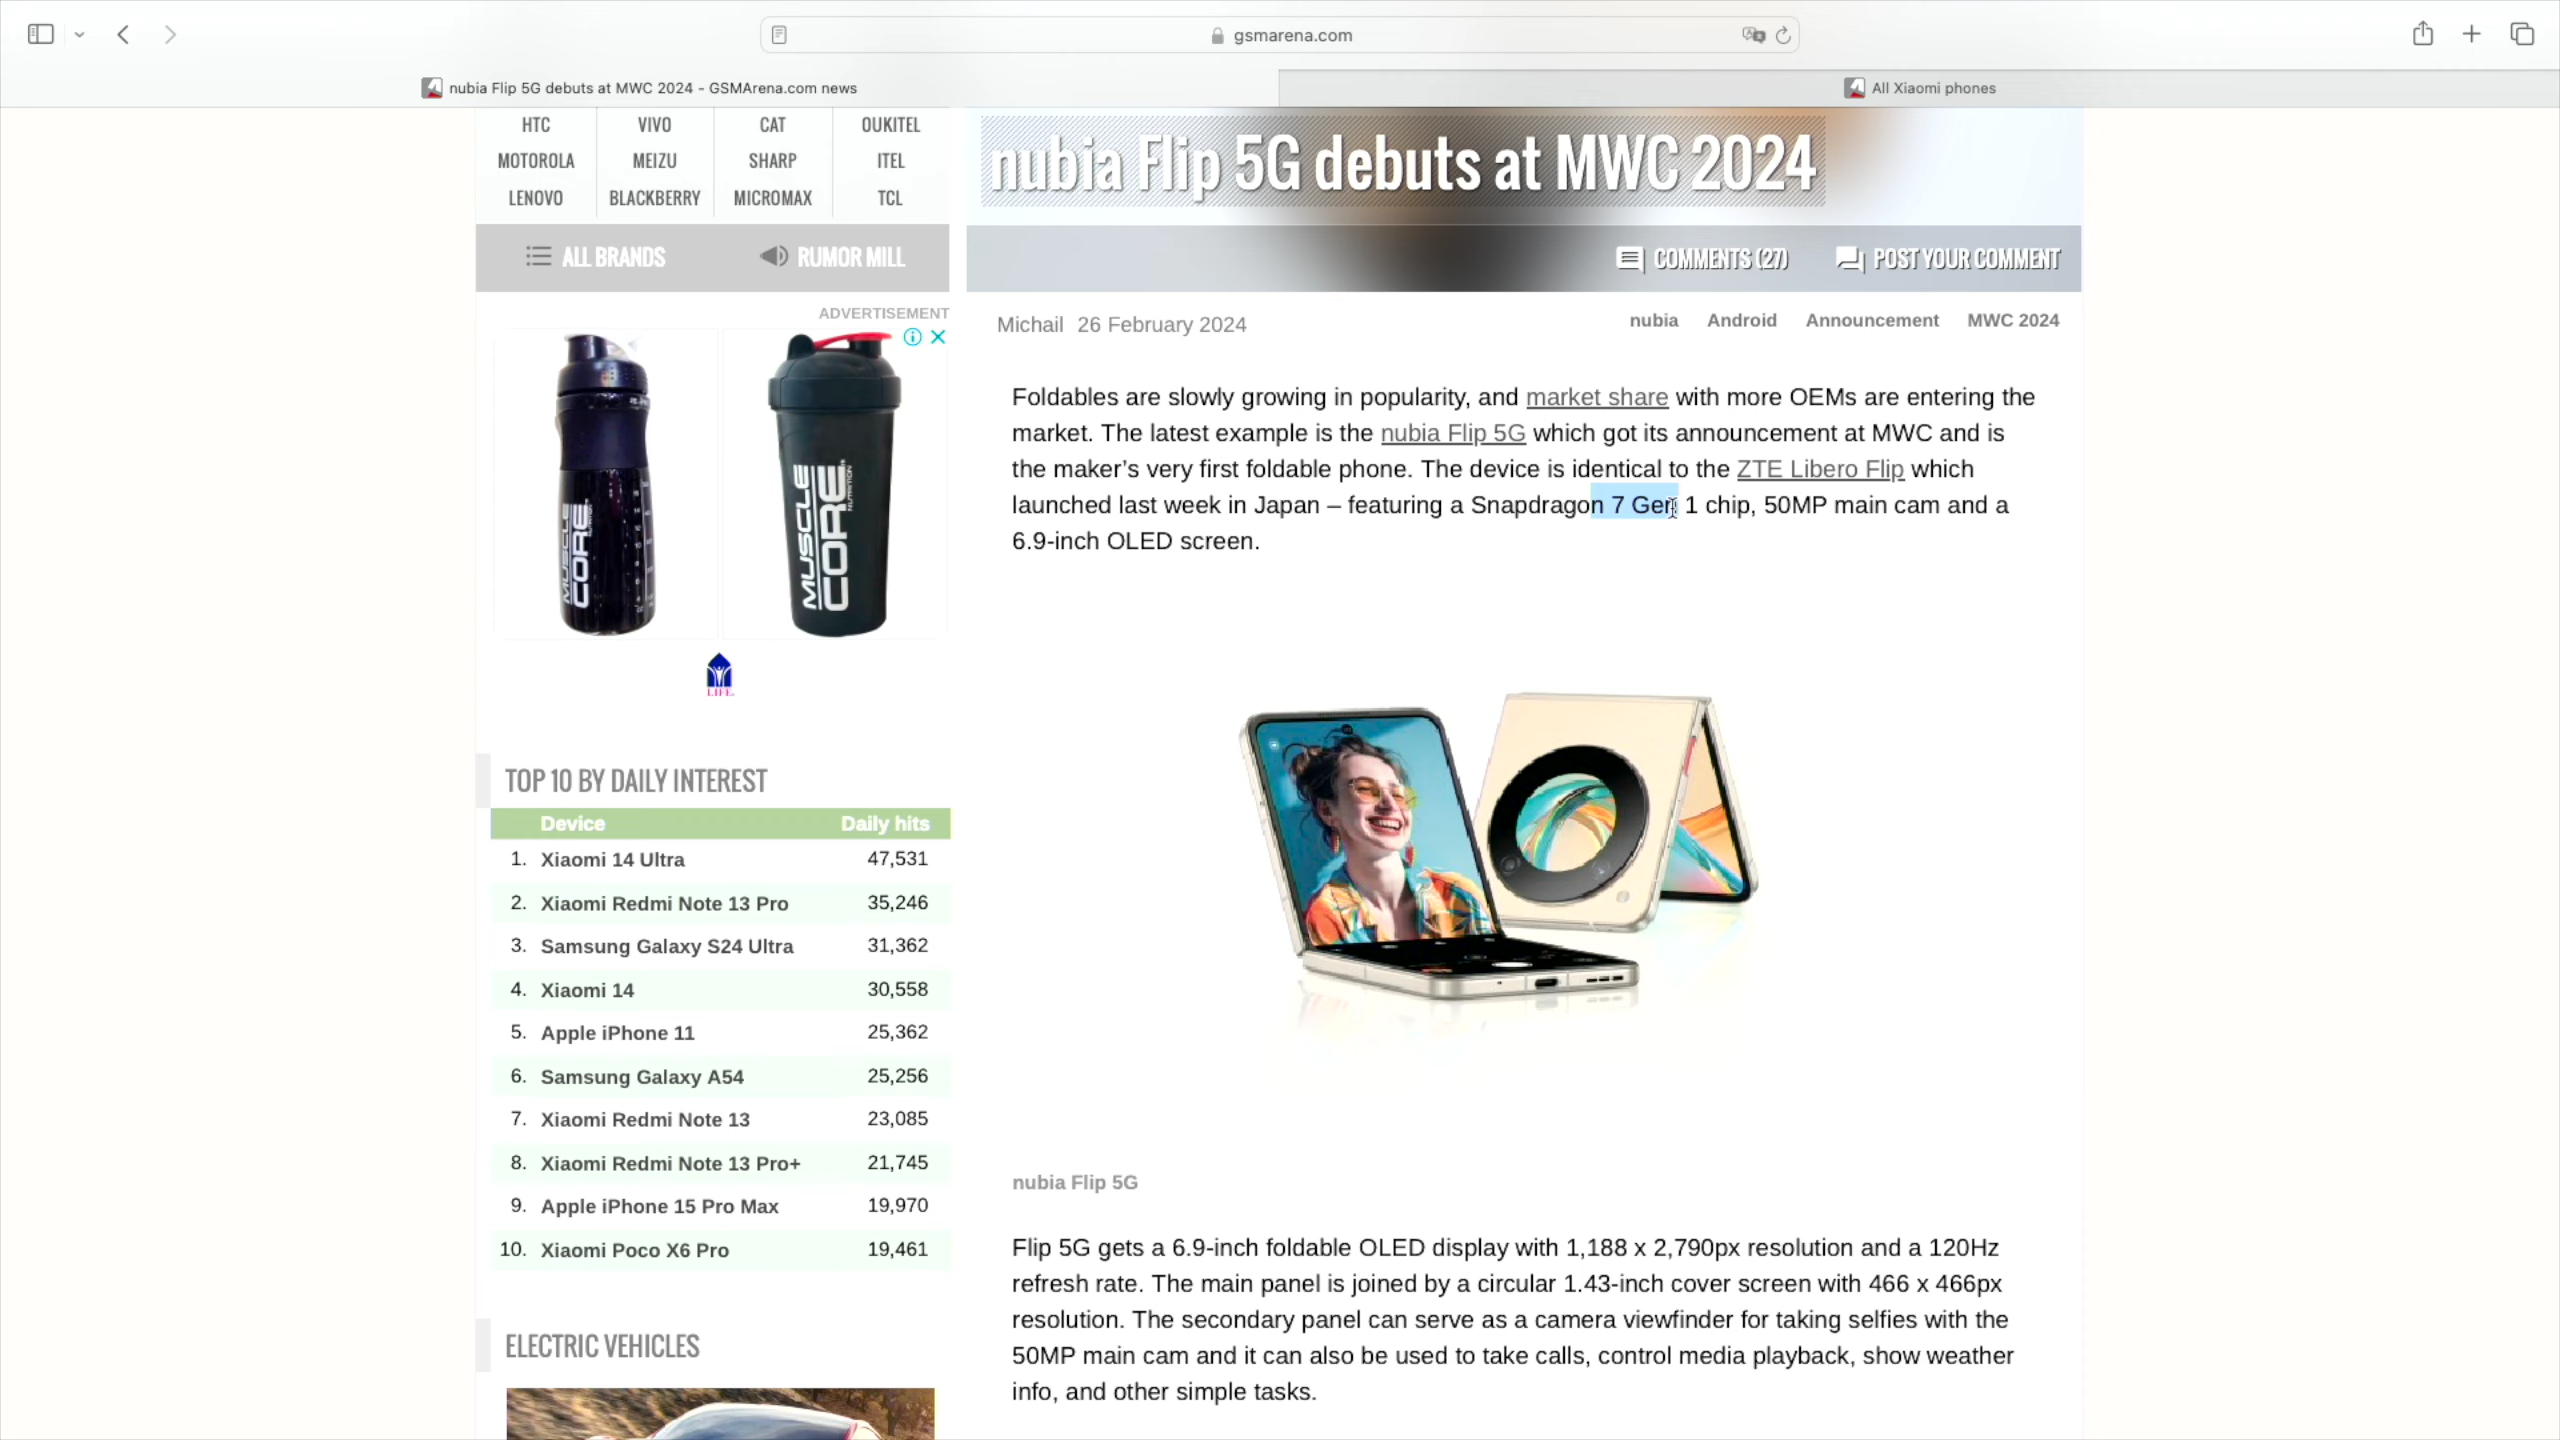 gsmarena.com
nubia Flip 5G debuts at MWC 2024 - GSMArena.com news
All Xiaomi phones
HTC VIVO CAT OUKITEL
MOTOROLA MEIZU SHARP ITEL
LENOVO BLACKBERRY MICROMAX TCL
ALL BRANDS RUMOR MILL
ADVERTISEMENT
MUSCLE
CORE
MUSCLE
CORE
NUTRITION
LIFE
TOP 10 BY DAILY INTEREST
Device Daily hits
1. Xiaomi 14 Ultra 47,531
2. Xiaomi Redmi Note 13 Pro 35,246
3. Samsung Galaxy S24 Ultra 31,362
4. Xiaomi 14 30,558
5. Apple iPhone 11 25,362
6. Samsung Galaxy A54 25,256
7. Xiaomi Redmi Note 13 23,085
8. Xiaomi Redmi Note 13 Pro+ 21,745
9. Apple iPhone 15 Pro Max 19,970
10. Xiaomi Poco X6 Pro 19,461
ELECTRIC VEHICLES
nubia Flip 5G debuts at MWC 2024
COMMENTS (27) POST YOUR COMMENT
Michail 26 February 2024
nubia Android Announcement MWC 2024
Foldables are slowly growing in popularity, and market share with more OEMs are entering the
market. The latest example is the nubia Flip 5G which got its announcement at MWC and is
the maker’s very first foldable phone. The device is identical to the ZTE Libero Flip which
launched last week in Japan – featuring a Snapdragon 7 Gen 1 chip, 50MP main cam and a
6.9-inch OLED screen.
nubia Flip 5G
Flip 5G gets a 6.9-inch foldable OLED display with 1,188 x 2,790px resolution and a 120Hz
refresh rate. The main panel is joined by a circular 1.43-inch cover screen with 466 x 466px
resolution. The secondary panel can serve as a camera viewfinder for taking selfies with the
50MP main cam and it can also be used to take calls, control media playback, show weather
info, and other simple tasks.